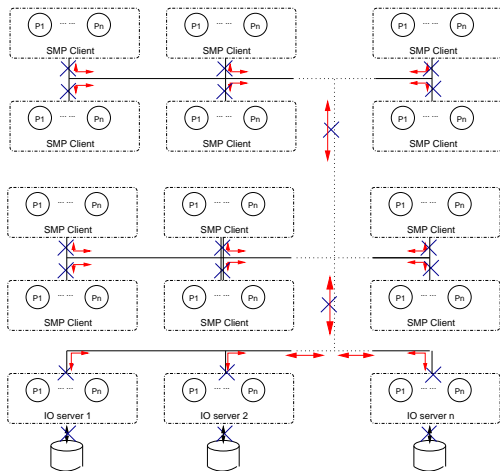 P1 ... ... Pn P1 ... ... Pn P1 ... ... Pn
SMP Client SMP Client SMP Client
P1 ... ... Pn P1 ... ... Pn P1 ... ... Pn
SMP Client SMP Client SMP Client
P1 ... ... Pn P1 ... ... Pn P1 ... ... Pn
SMP Client SMP Client SMP Client
P1 ... ... Pn P1 ... ... Pn P1 ... ... Pn
SMP Client SMP Client SMP Client
P1 ... ... Pn P1 ... ... Pn P1 ... ... Pn
IO server 1 IO server 2 IO server n